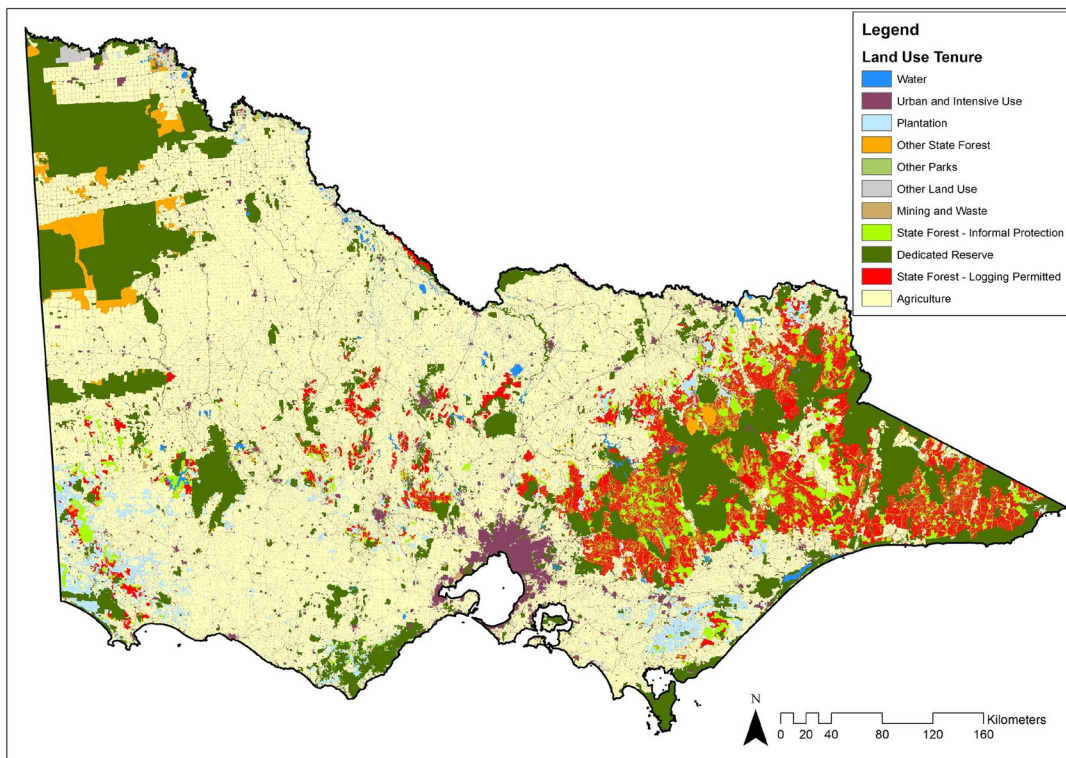 Legend
Land Use Tenure
Water
Urban and Intensive Use
Plantation
Other State Forest
Other Parks
Other Land Use
Mining and Waste
State Forest - Informal Protection
Dedicated Reserve
State Forest - Logging Permitted
Agriculture
N
Kilometers
0 20 40 80 120 160